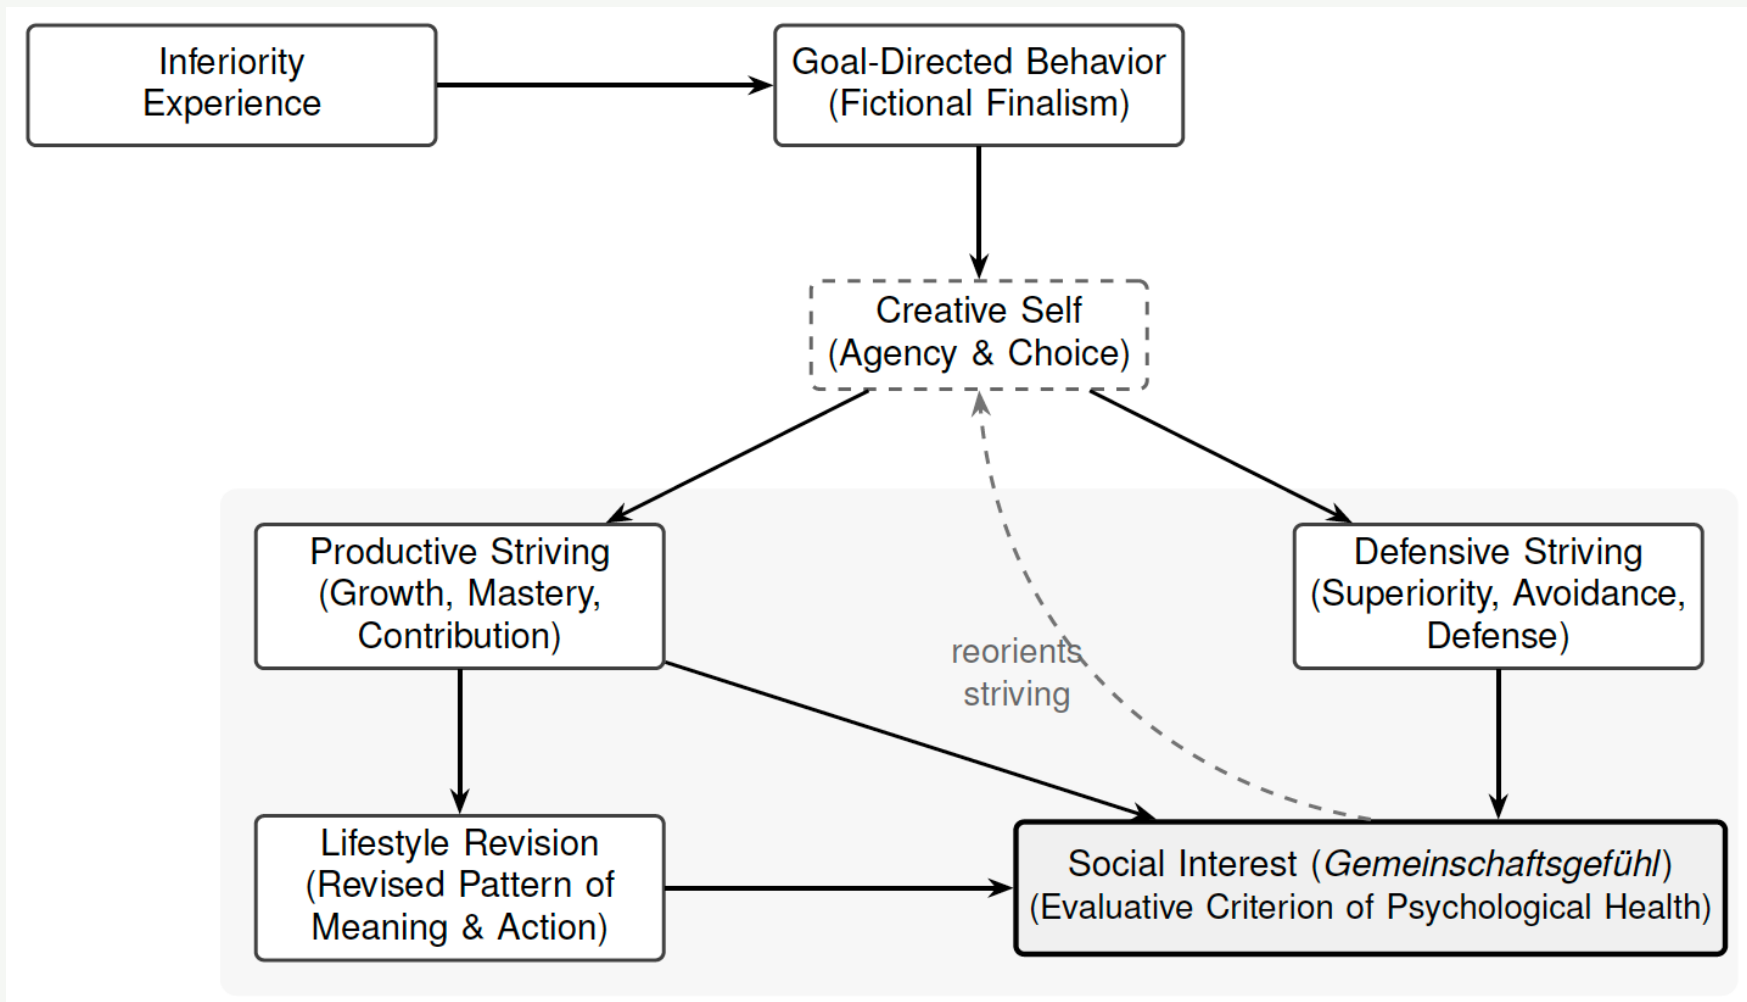 Inferiority
Experience
Goal-Directed Behavior
(Fictional Finalism)
Creative Self
(Agency & Choice)
Productive Striving
(Growth, Mastery,
Contribution)
Defensive Striving
(Superiority, Avoidance,
Defense)
reorients
striving
Lifestyle Revision
(Revised Pattern of
Meaning & Action)
Social Interest (Gemeinschaftsgefühl)
(Evaluative Criterion of Psychological Health)